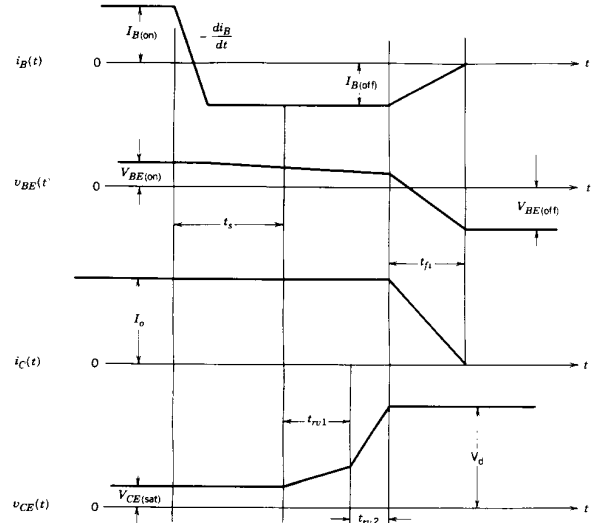 I_B(on)
- di_B/dt
i_B(t) 0 t
I_B(off)
V_BE(on)
v_BE(t) 0 t
V_BE(off)
t_s
t_fi
I_o
i_C(t) 0 t
t_rv1
V_d
V_CE(sat)
v_CE(t) 0 t
t_rv2